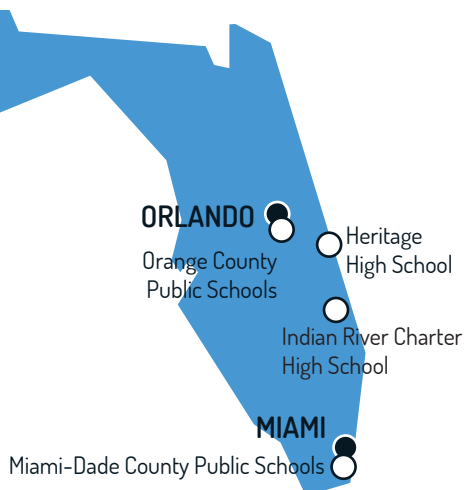 ORLANDO
Orange County
Public Schools
Heritage
High School
Indian River Charter
High School
MIAMI
Miami-Dade County Public Schools